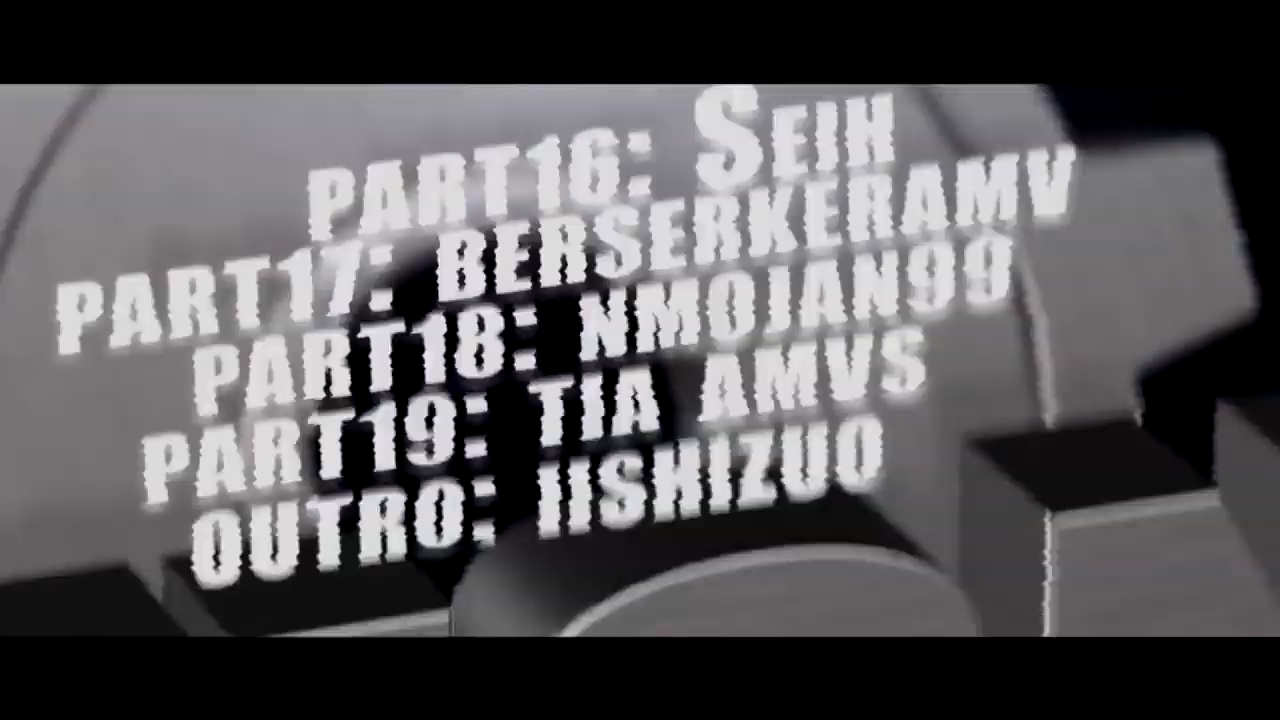 PART16: SEIH
PART17: BERSERKERAMV
PART18: NMOJAN99
PART19: TIA AMVS
OUTRO: IISHIZUO